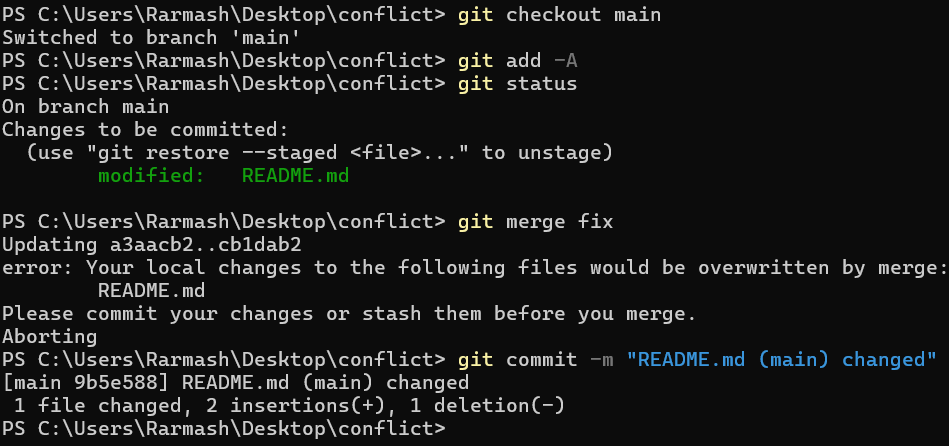 PS C:\Users\Rarmash\Desktop\conflict> git checkout main
Switched to branch 'main'
PS C:\Users\Rarmash\Desktop\conflict> git add -A
PS C:\Users\Rarmash\Desktop\conflict> git status
On branch main
Changes to be committed:
  (use "git restore --staged <file>..." to unstage)
        modified:   README.md

PS C:\Users\Rarmash\Desktop\conflict> git merge fix
Updating a3aacb2..cb1dab2
error: Your local changes to the following files would be overwritten by merge:
        README.md
Please commit your changes or stash them before you merge.
Aborting
PS C:\Users\Rarmash\Desktop\conflict> git commit -m "README.md (main) changed"
[main 9b5e588] README.md (main) changed
 1 file changed, 2 insertions(+), 1 deletion(-)
PS C:\Users\Rarmash\Desktop\conflict>